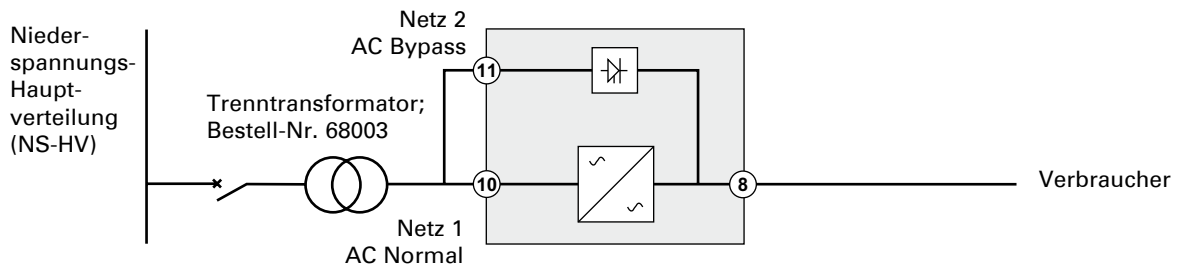 Nieder-
spannungs-
Haupt-
verteilung
(NS-HV)
Trenntransformator;
Bestell-Nr. 68003
Netz 2
AC Bypass
11
10
8
Netz 1
AC Normal
Verbraucher